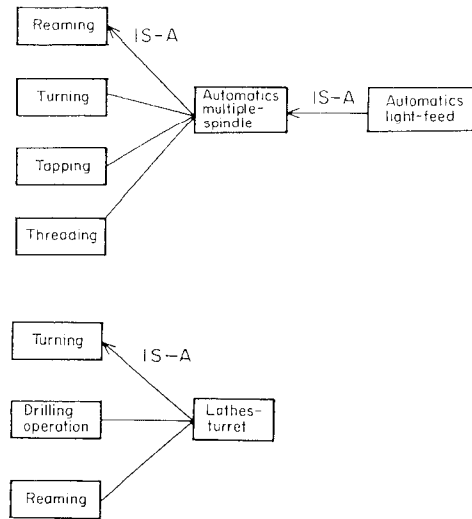 Reaming
IS-A
Turning
Automatics
multiple-
spindle
IS-A
Automatics
light-feed
Tapping
Threading
Turning
IS-A
Drilling
operation
Lathes-
turret
Reaming